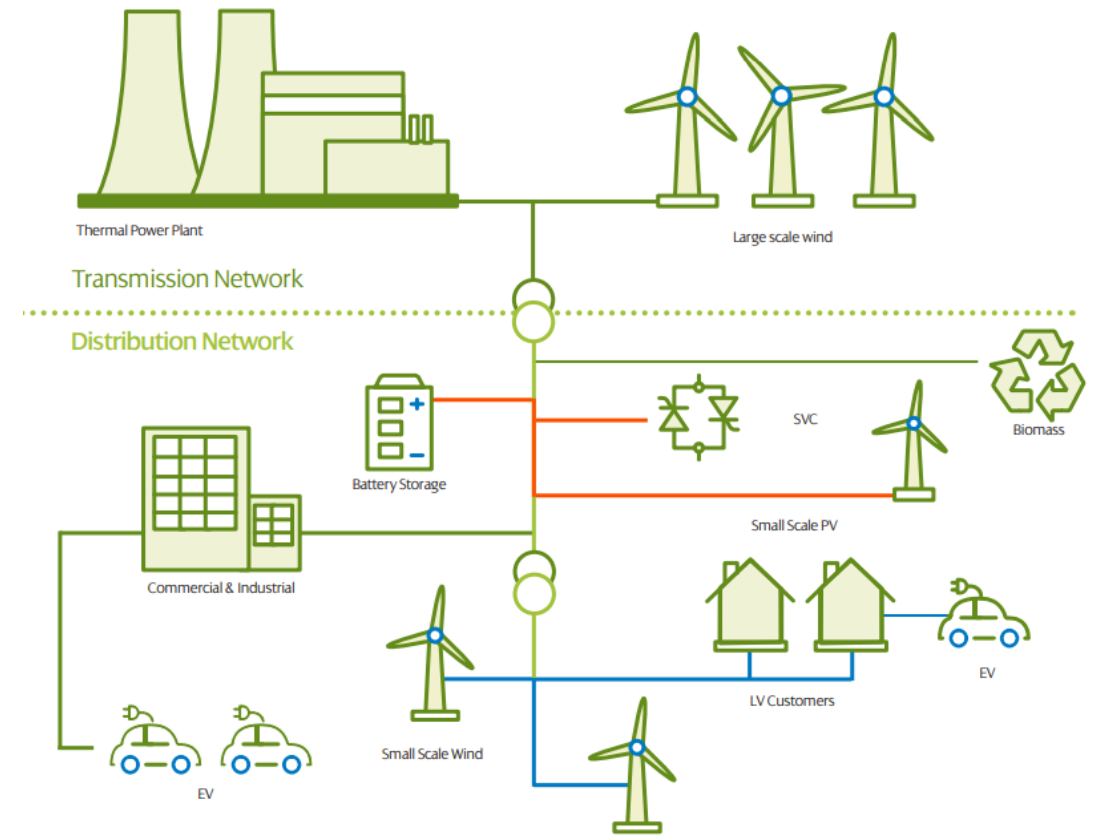 Thermal Power Plant
Large scale wind
Transmission Network
Distribution Network
SVC
Biomass
Battery Storage
Small Scale PV
Commercial & Industrial
EV
LV Customers
Small Scale Wind
EV